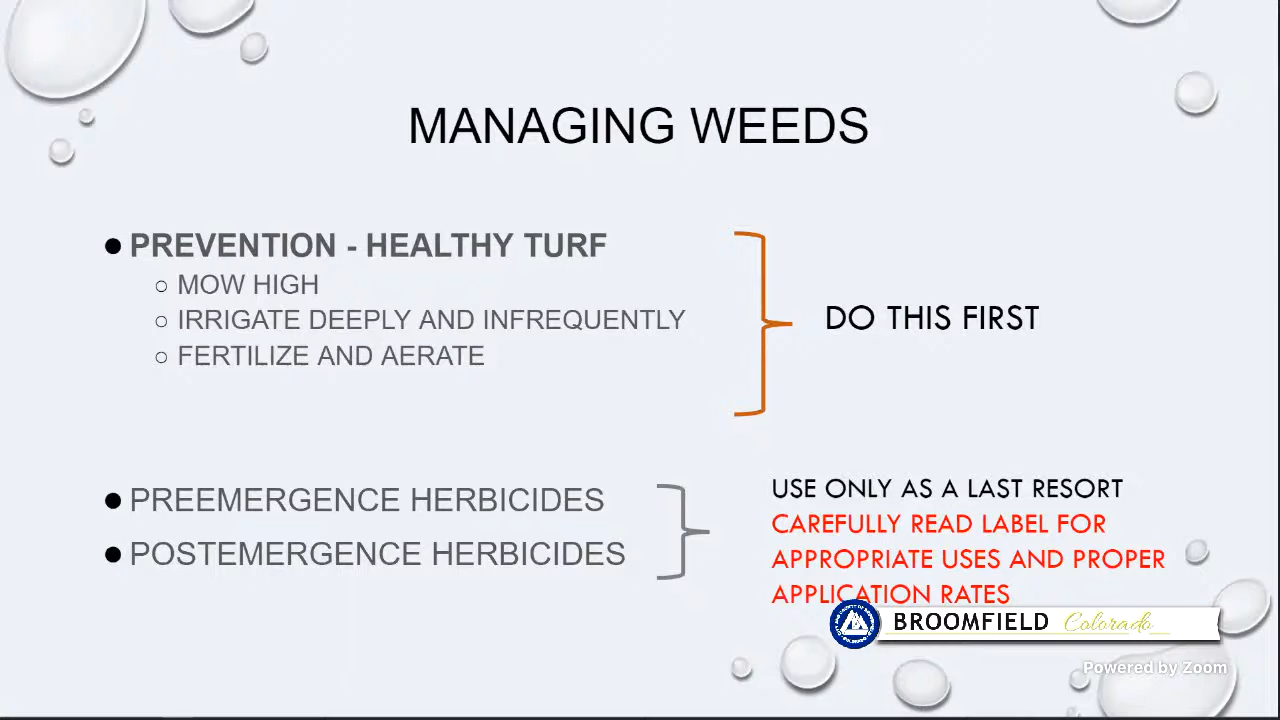 MANAGING WEEDS
● PREVENTION - HEALTHY TURF
○ MOW HIGH
○ IRRIGATE DEEPLY AND INFREQUENTLY
○ FERTILIZE AND AERATE
DO THIS FIRST
● PREEMERGENCE HERBICIDES
● POSTEMERGENCE HERBICIDES
USE ONLY AS A LAST RESORT
CAREFULLY READ LABEL FOR
APPROPRIATE USES AND PROPER
APPLICATION RATES
BROOMFIELD Colorado
Powered by Zoom